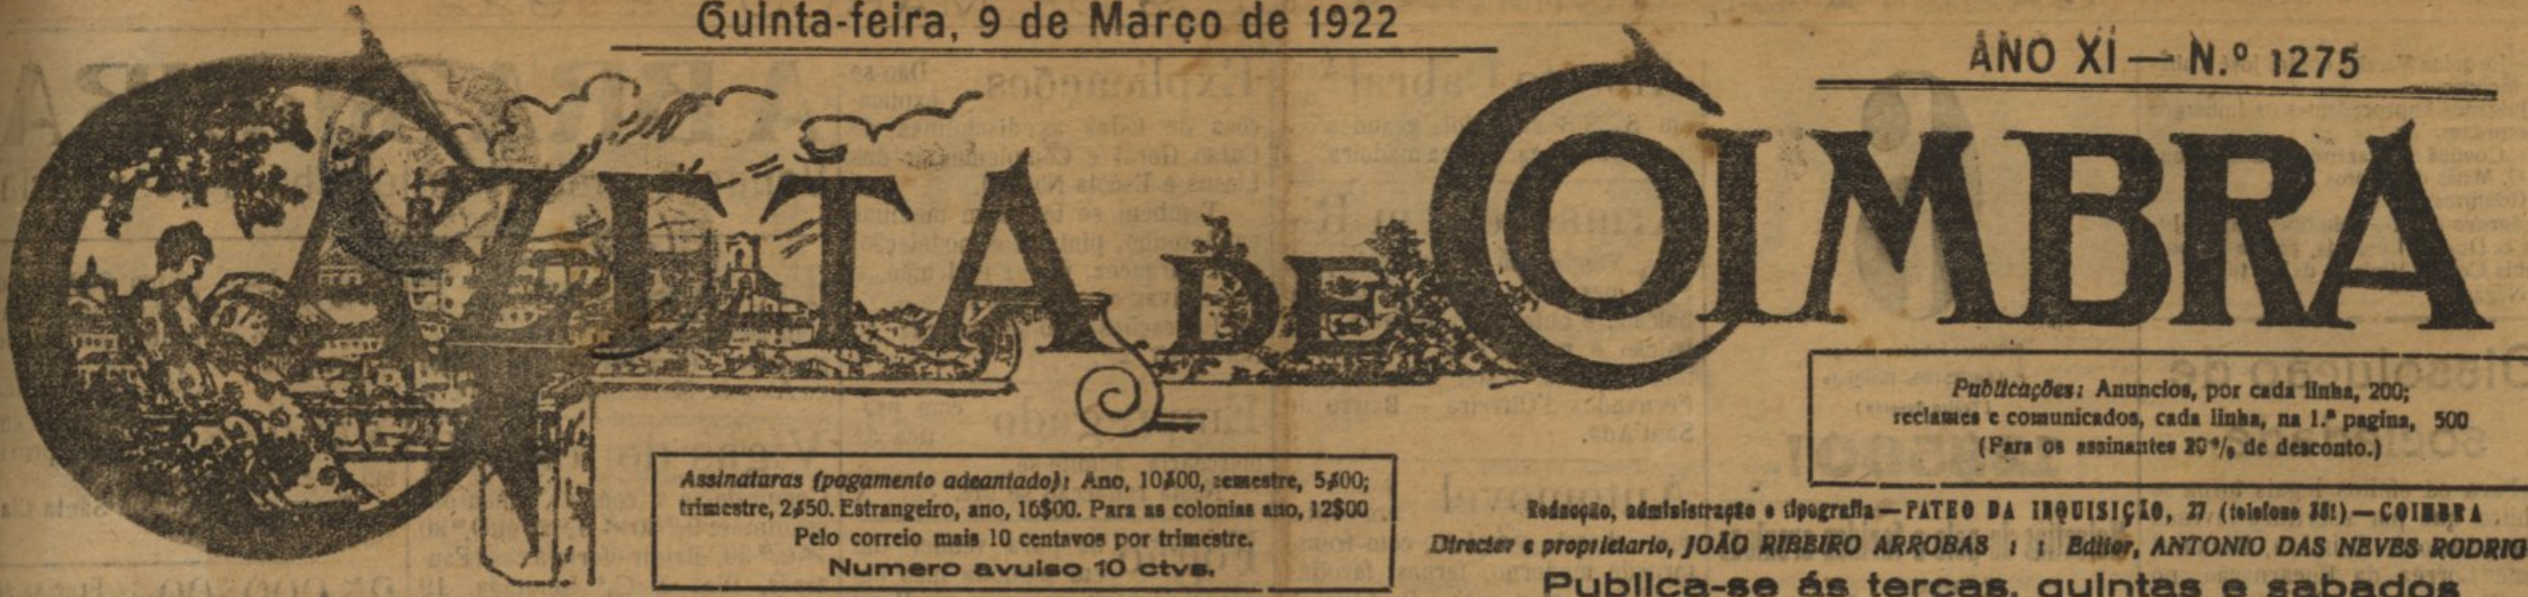 Quinta-feira, 9 de Março de 1922
ANO XI — N.º 1275
GAZETA DE COIMBRA
Publicações: Anuncios, por cada linha, 200;
reclames e comunicados, cada linha, na 1.ª pagina, 500
(Para os assinantes 20 % de desconto.)
Assinaturas (pagamento adeantado): Ano, 10$00, semestre, 5$00;
trimestre, 2$50. Estrangeiro, ano, 16$00. Para as colonias ano, 12$00
Pelo correio mais 10 centavos por trimestre.
Numero avulso 10 ctvs.
Redacção, administração e tipografia — PATEO DA INQUISIÇÃO, 27 (telefone 351) — COIMBRA
Director e proprietario, JOÃO RIBEIRO ARROBAS : : Editor, ANTONIO DAS NEVES RODRIG
Publica-se ás terças, quintas e sabados